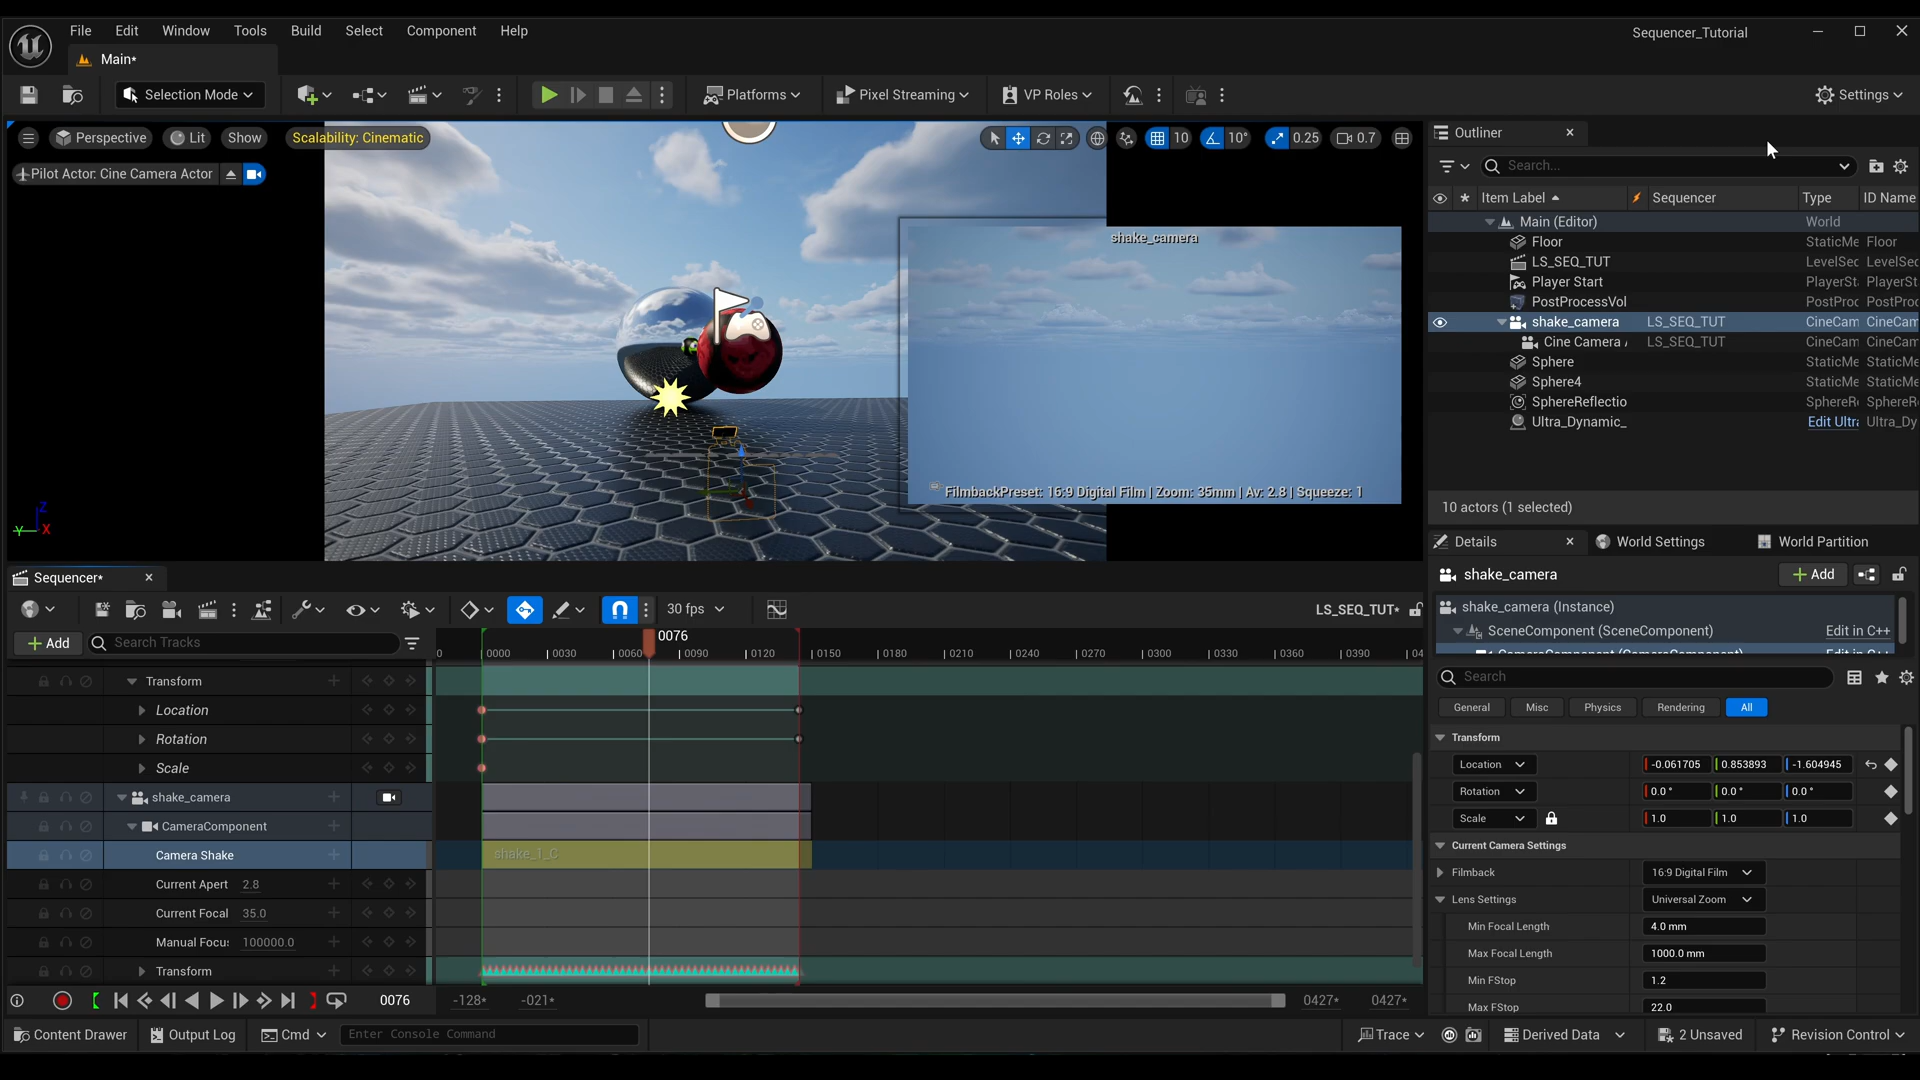 File Edit Window Tools Build Select Component Help
Sequencer_Tutorial
Main*
Selection Mode
Platforms
Pixel Streaming
VP Roles
Settings
Perspective
Lit
Show
Scalability: Cinematic
10
10°
0.25
0.7
Pilot Actor: Cine Camera Actor
shake_camera
FilmbackPreset: 16:9 Digital Film | Zoom: 35mm | Av: 2.8 | Squeeze: 1
Z
Y
X
Outliner
Search...
Item Label Sequencer Type ID Name
Main (Editor) World
Floor StaticMe Floor
LS_SEQ_TUT LevelSec LevelSec
Player Start PlayerSt PlayerSt
PostProcessVol PostProc PostProc
shake_camera LS_SEQ_TUT CineCam CineCam
Cine Camera LS_SEQ_TUT CineCam CineCam
Sphere StaticMe StaticMe
Sphere4 StaticMe StaticMe
SphereReflectio SphereR SphereR
Ultra_Dynamic_ Edit Ultr Ultra_Dy
10 actors (1 selected)
Details World Settings World Partition
shake_camera
Add
shake_camera (Instance)
SceneComponent (SceneComponent) Edit in C++
CameraComponent (CameraComponent) Edit in C++
Search
General Misc Physics Rendering All
Transform
Location -0.061705 0.853893 -1.604945
Rotation 0.0 ° 0.0 ° 0.0 °
Scale 1.0 1.0 1.0
Current Camera Settings
Filmback 16:9 Digital Film
Lens Settings Universal Zoom
Min Focal Length 4.0 mm
Max Focal Length 1000.0 mm
Min FStop 1.2
Max FStop 22.0
Sequencer*
30 fps
LS_SEQ_TUT*
Add
Search Tracks
0076
0 0000 0030 0060 0090 0120 0150 0180 0210 0240 0270 0300 0330 0360 0390 04
Transform
Location
Rotation
Scale
shake_camera
CameraComponent
Camera Shake
shake_1_C
Current Apert 2.8
Current Focal 35.0
Manual Focu 100000.0
Transform
0076
-128* -021* 0427* 0427*
Content Drawer Output Log Cmd Enter Console Command
Trace Derived Data 2 Unsaved Revision Control